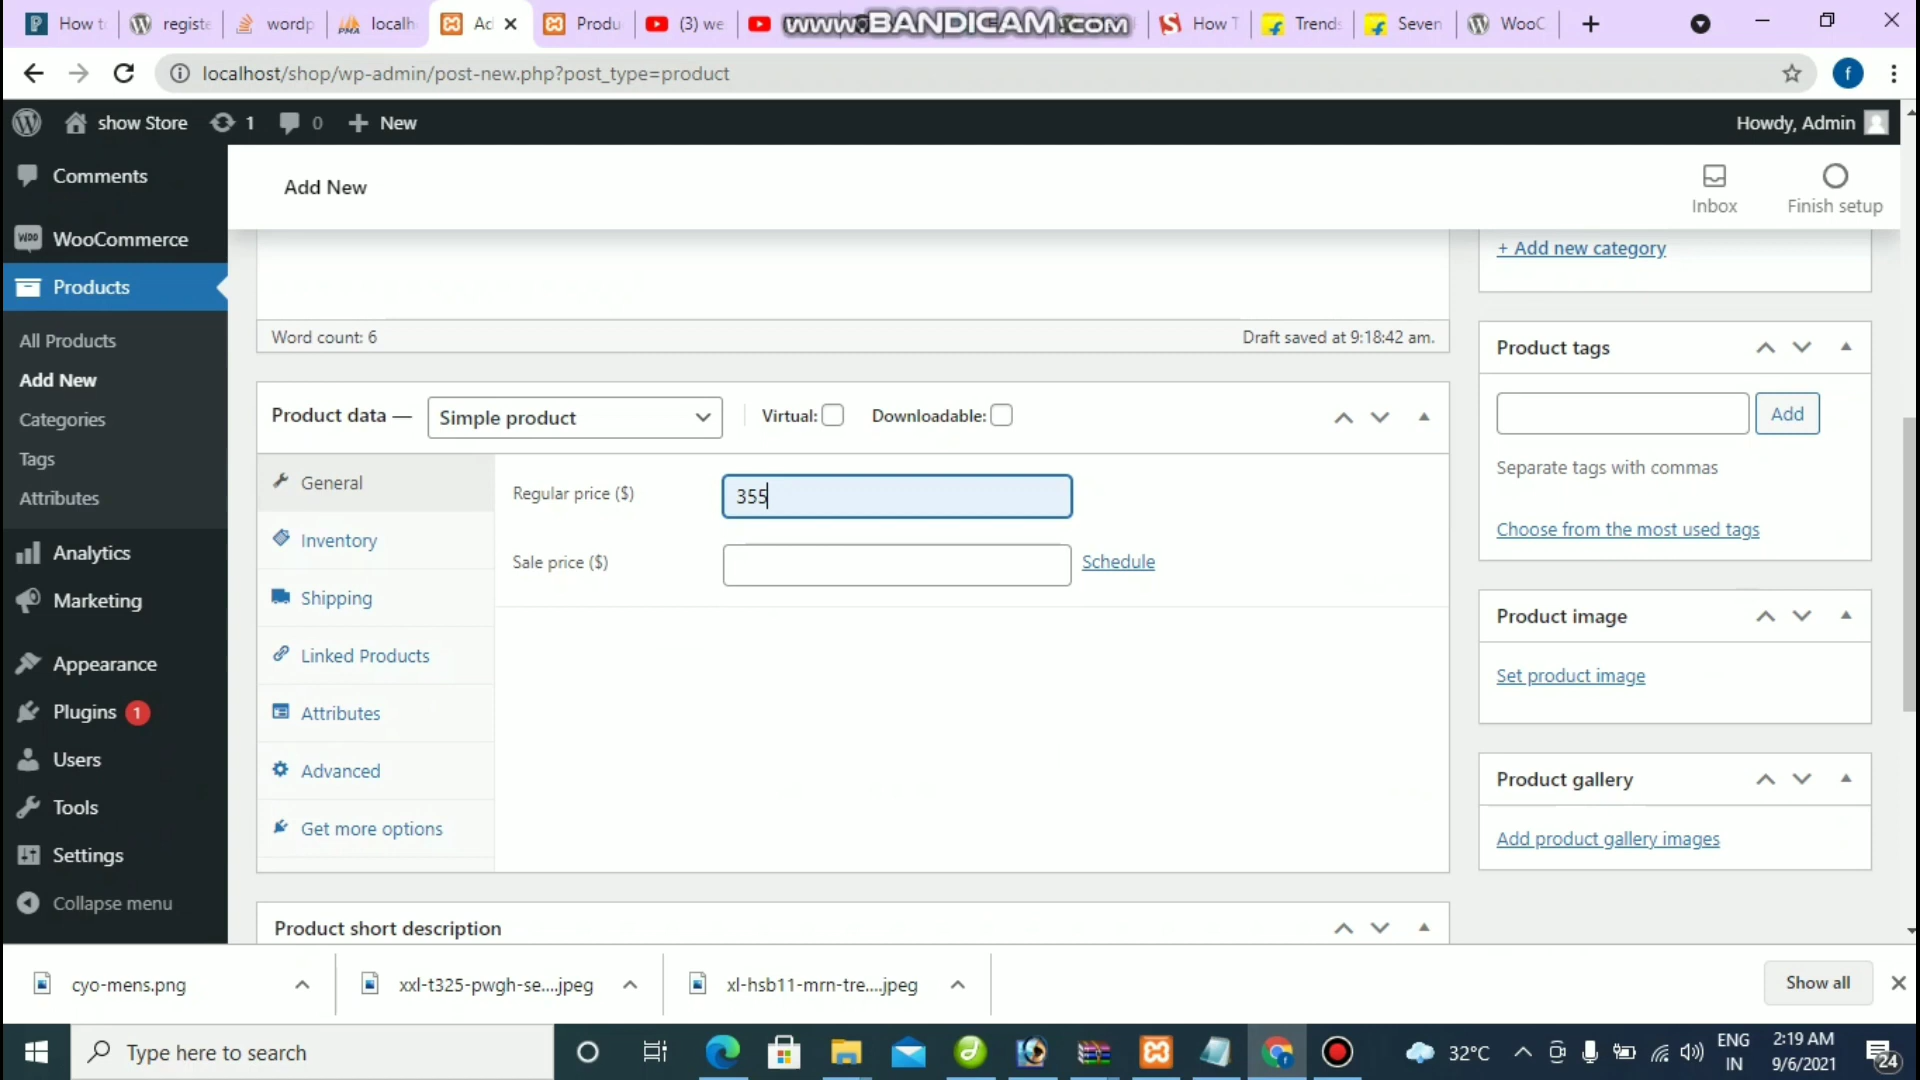 How t
registe
wordp
localh
Ad
Produ
(3) we
www.BANDICAM.com
How T
Trends
Seven
WooC
localhost/shop/wp-admin/post-new.php?post_type=product
f
show Store
1
0
New
Howdy, Admin
Comments
WooCommerce
Products
All Products
Add New
Categories
Tags
Attributes
Analytics
Marketing
Appearance
Plugins 1
Users
Tools
Settings
Collapse menu
Add New
Inbox
Finish setup
Word count: 6
Draft saved at 9:18:42 am.
Product data —
Simple product
Virtual:
Downloadable:
General
Inventory
Shipping
Linked Products
Attributes
Advanced
Get more options
Regular price ($)
355
Sale price ($)
Schedule
Product short description
+ Add new category
Product tags
Add
Separate tags with commas
Choose from the most used tags
Product image
Set product image
Product gallery
Add product gallery images
cyo-mens.png
xxl-t325-pwgh-se....jpeg
xl-hsb11-mrn-tre....jpeg
Show all
Type here to search
32°C
ENG
IN
2:19 AM
9/6/2021
24